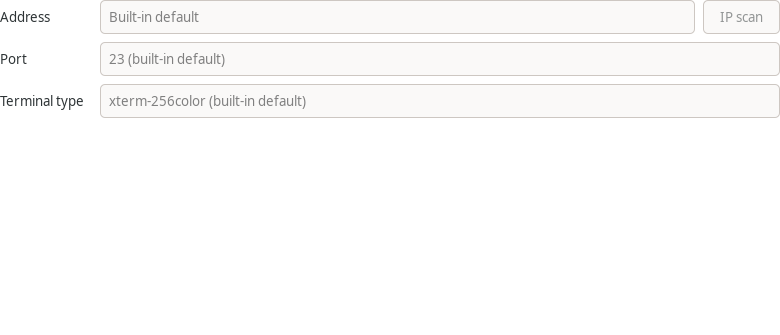 Address Built-in default IP scan
Port 23 (built-in default)
Terminal type xterm-256color (built-in default)